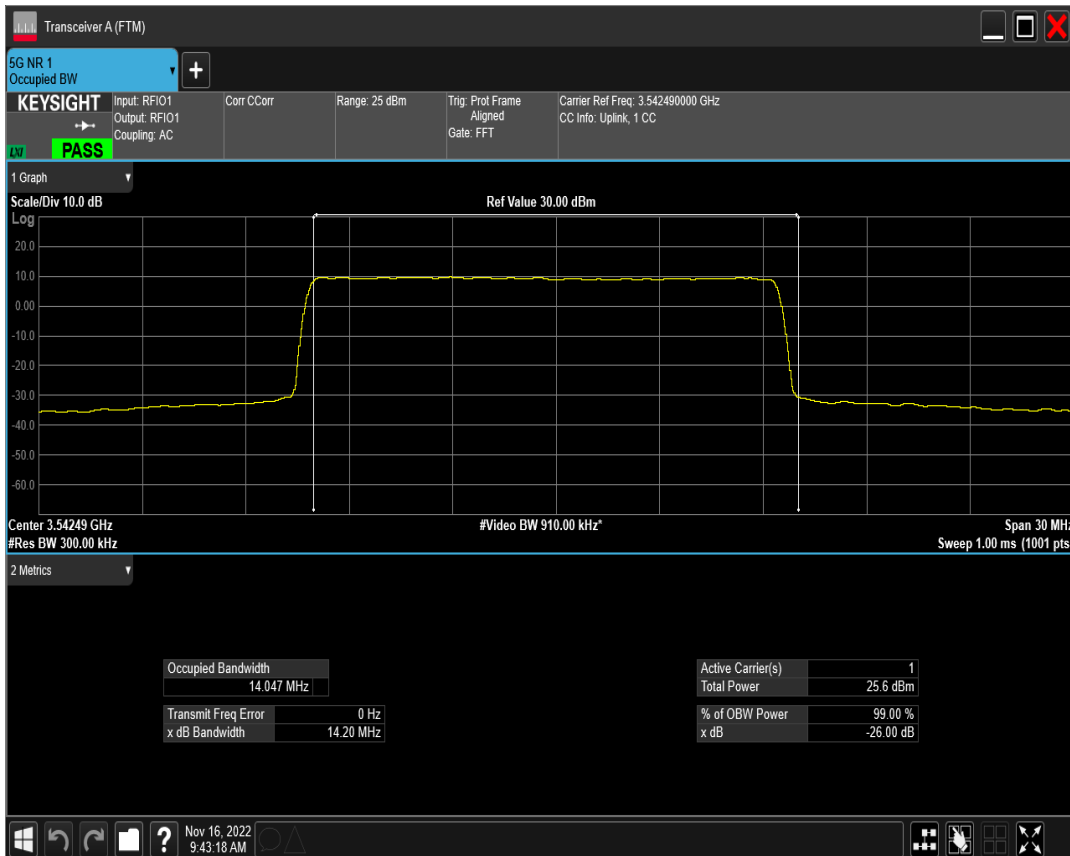 Transceiver A (FTM)
5G NR 1
Occupied BW
+
KEYSIGHT
LXI
PASS
Input: RFIO1
Output: RFIO1
Coupling: AC
Corr CCorr
Range: 25 dBm
Trig: Prot Frame
Aligned
Gate: FFT
Carrier Ref Freq: 3.542490000 GHz
CC Info: Uplink, 1 CC
1 Graph
Scale/Div 10.0 dB
Ref Value 30.00 dBm
Log
20.0
10.0
0.00
-10.0
-20.0
-30.0
-40.0
-50.0
-60.0
Center 3.54249 GHz
#Video BW 910.00 kHz*
Span 30 MHz
#Res BW 300.00 kHz
Sweep 1.00 ms (1001 pts
2 Metrics
Occupied Bandwidth
14.047 MHz
Transmit Freq Error 0 Hz
x dB Bandwidth 14.20 MHz
Active Carrier(s) 1
Total Power 25.6 dBm
% of OBW Power 99.00 %
x dB -26.00 dB
?
Nov 16, 2022
9:43:18 AM